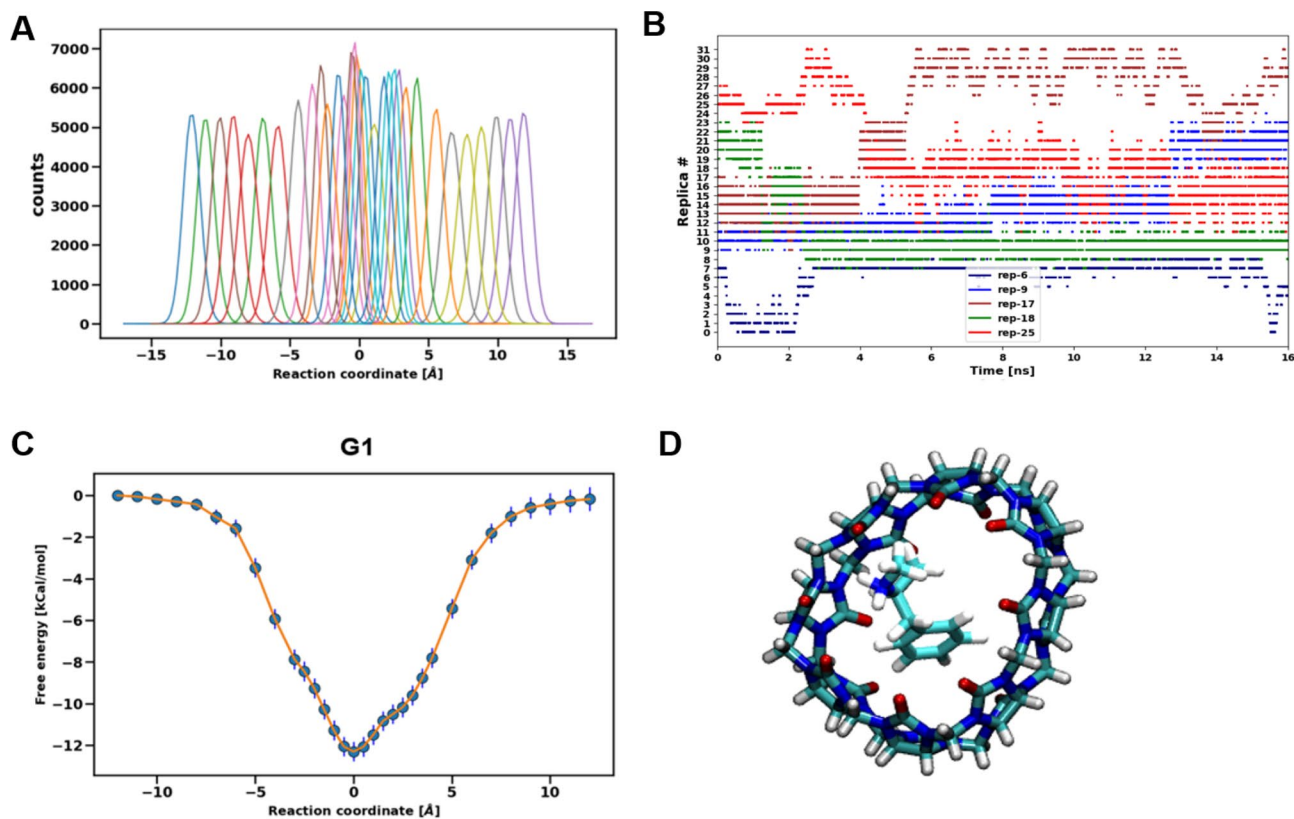 A
counts
7000
6000
5000
4000
3000
2000
1000
0
−15 −10 −5 0 5 10 15
Reaction coordinate [Å]
B
Replica #
31
30
29
28
27
26
25
24
23
22
21
20
19
18
17
16
15
14
13
12
11
10
9
8
7
6
5
4
3
2
1
0
rep-6
rep-9
rep-17
rep-18
rep-25
0 2 4 6 8 10 12 14 16
Time [ns]
C
G1
Free energy [kCal/mol]
0
−2
−4
−6
−8
−10
−12
−10 −5 0 5 10
Reaction coordinate [Å]
D